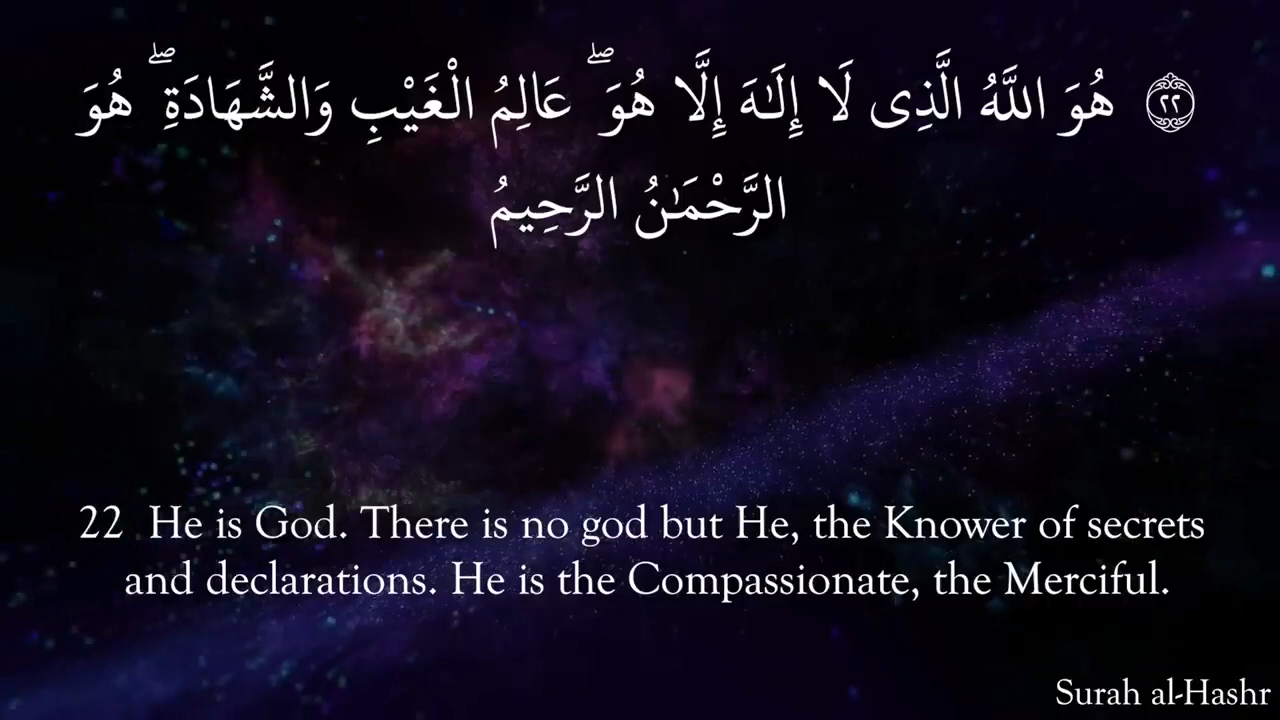 ۝٢٢ هُوَ اللَّهُ الَّذِى لَا إِلَـٰهَ إِلَّا هُوَ ۖ عَالِمُ الْغَيْبِ وَالشَّهَادَةِ ۖ هُوَ
الرَّحْمَـٰنُ الرَّحِيمُ
22 He is God. There is no god but He, the Knower of secrets
and declarations. He is the Compassionate, the Merciful.
Surah al-Hashr